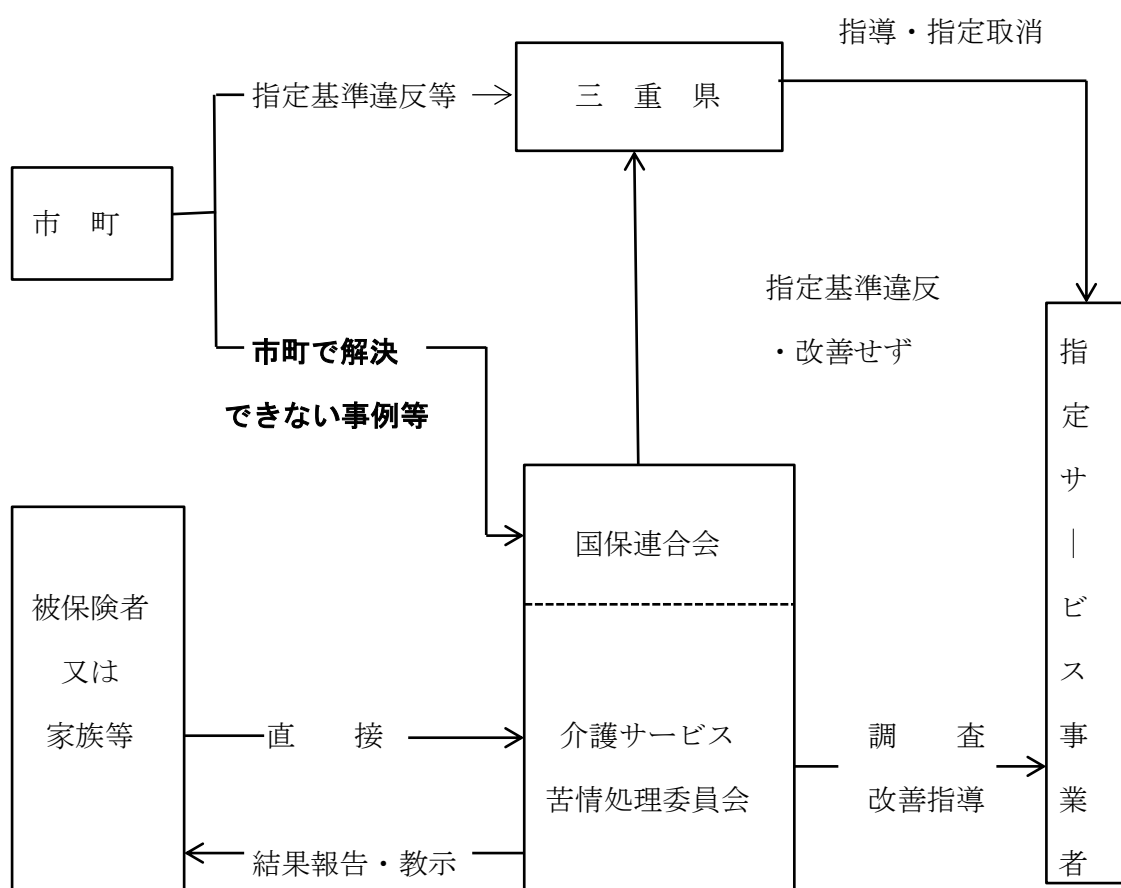 指導・指定取消
指定基準違反等
三 重 県
市 町
指定基準違反
・改善せず
市町で解決
できない事例等
国保連合会
被保険者
又は
家族等
直 接
介護サービス
苦情処理委員会
調 査
改善指導
結果報告・教示
指定サービス事業者